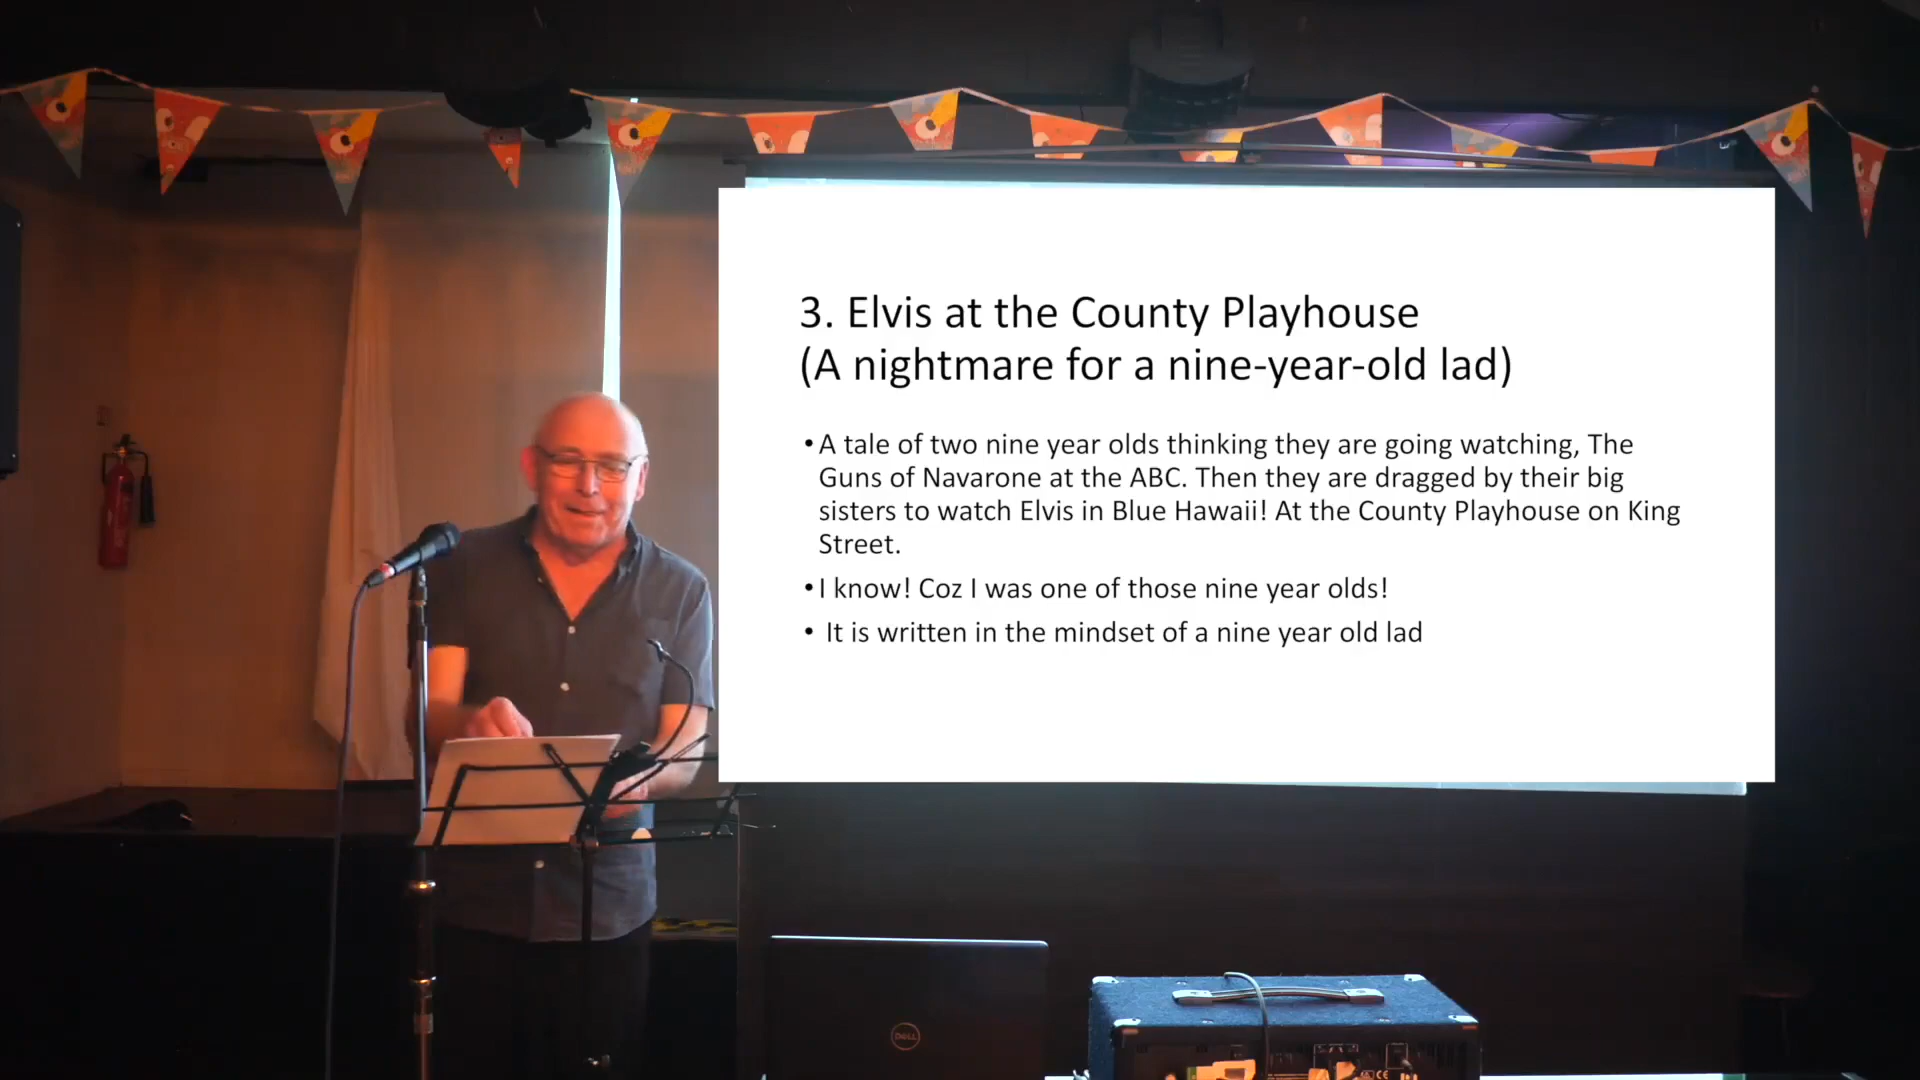 3. Elvis at the County Playhouse
(A nightmare for a nine-year-old lad)
•A tale of two nine year olds thinking they are going watching, The
Guns of Navarone at the ABC. Then they are dragged by their big
sisters to watch Elvis in Blue Hawaii! At the County Playhouse on King
Street.
•I know! Coz I was one of those nine year olds!
• It is written in the mindset of a nine year old lad
DELL
CE